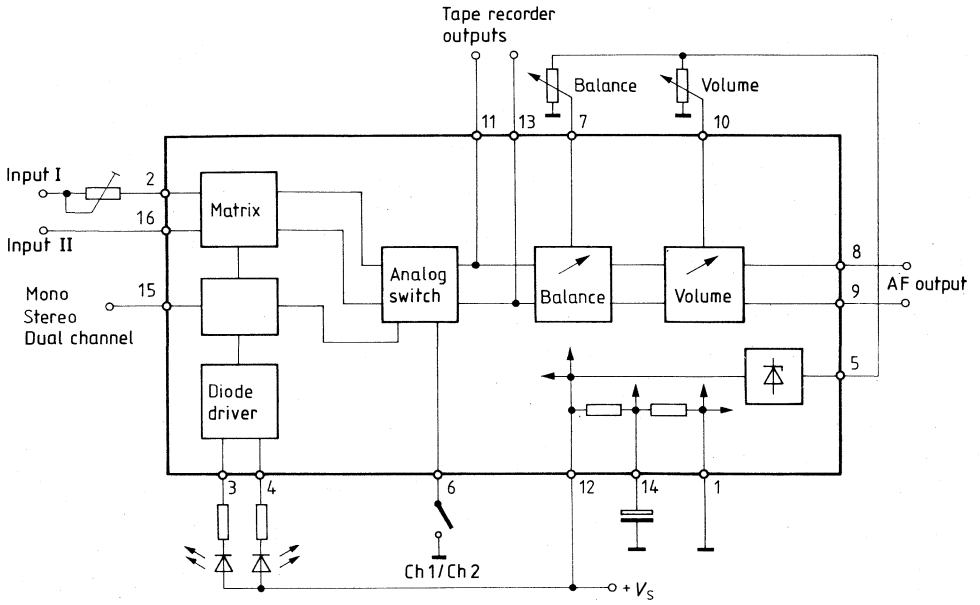 Tape recorder
outputs
Balance
Volume
11
13
7
10
Input I
2
Matrix
16
Input II
8
Analog
switch
AF output
Mono
Stereo
Dual channel
15
Balance
Volume
9
5
Diode
driver
3
4
6
12
14
1
Ch1/Ch2
+Vs